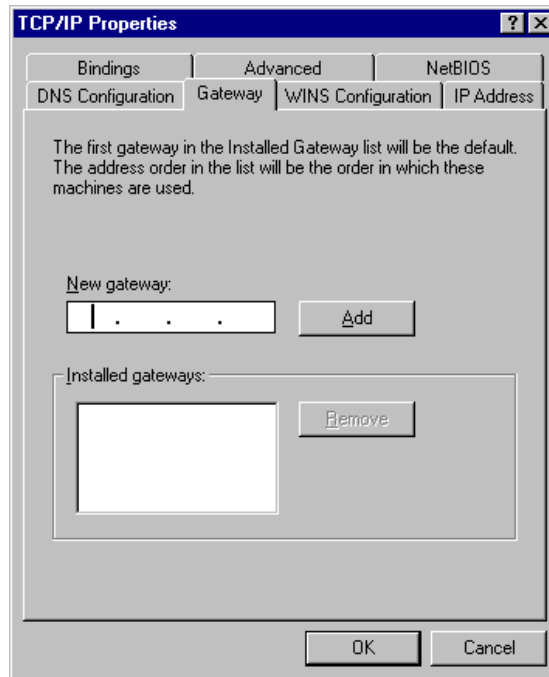 TCP/IP Properties
Bindings Advanced NetBIOS
DNS Configuration Gateway WINS Configuration IP Address
The first gateway in the Installed Gateway list will be the default.
The address order in the list will be the order in which these
machines are used.
New gateway:
. . .
Add
Installed gateways:
Remove
OK Cancel